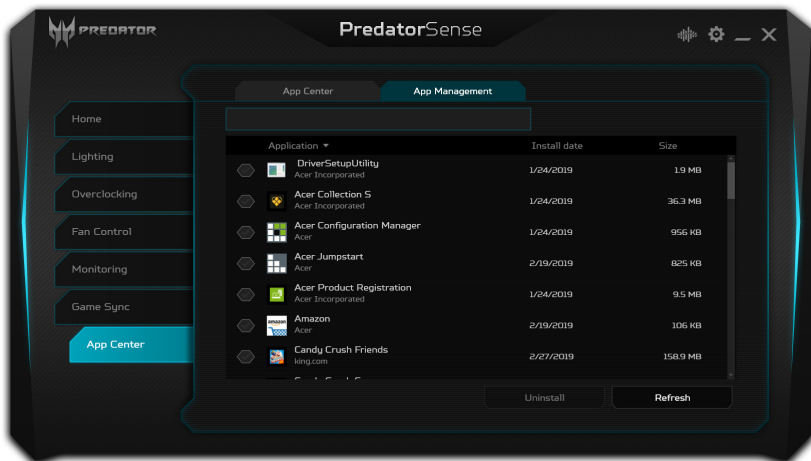 PREDATOR
PredatorSense
App Center
App Management
Home
Lighting
Overclocking
Fan Control
Monitoring
Game Sync
App Center
Application Install date Size
DriverSetupUtility
Acer Incorporated
1/24/2019 1.9 MB
Acer Collection S
Acer Incorporated
1/24/2019 36.3 MB
Acer Configuration Manager
Acer
1/24/2019 956 KB
Acer Jumpstart
Acer
2/19/2019 825 KB
Acer Product Registration
Acer Incorporated
1/24/2019 9.5 MB
Amazon
Acer
2/19/2019 106 KB
Candy Crush Friends
king.com
2/27/2019 158.9 MB
Uninstall
Refresh